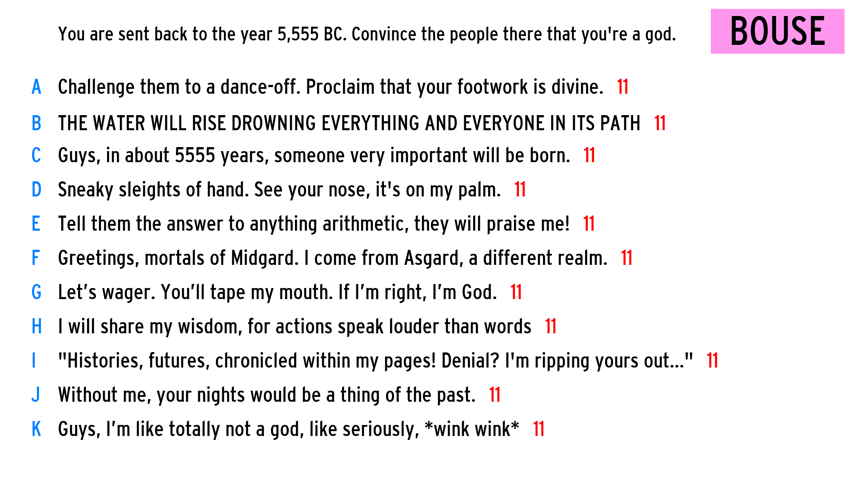 You are sent back to the year 5,555 BC. Convince the people there that you're a god.
BOUSE
A Challenge them to a dance-off. Proclaim that your footwork is divine. 11
B THE WATER WILL RISE DROWNING EVERYTHING AND EVERYONE IN ITS PATH 11
C Guys, in about 5555 years, someone very important will be born. 11
D Sneaky sleights of hand. See your nose, it's on my palm. 11
E Tell them the answer to anything arithmetic, they will praise me! 11
F Greetings, mortals of Midgard. I come from Asgard, a different realm. 11
G Let’s wager. You’ll tape my mouth. If I’m right, I’m God. 11
H I will share my wisdom, for actions speak louder than words 11
I "Histories, futures, chronicled within my pages! Denial? I'm ripping yours out..." 11
J Without me, your nights would be a thing of the past. 11
K Guys, I’m like totally not a god, like seriously, *wink wink* 11